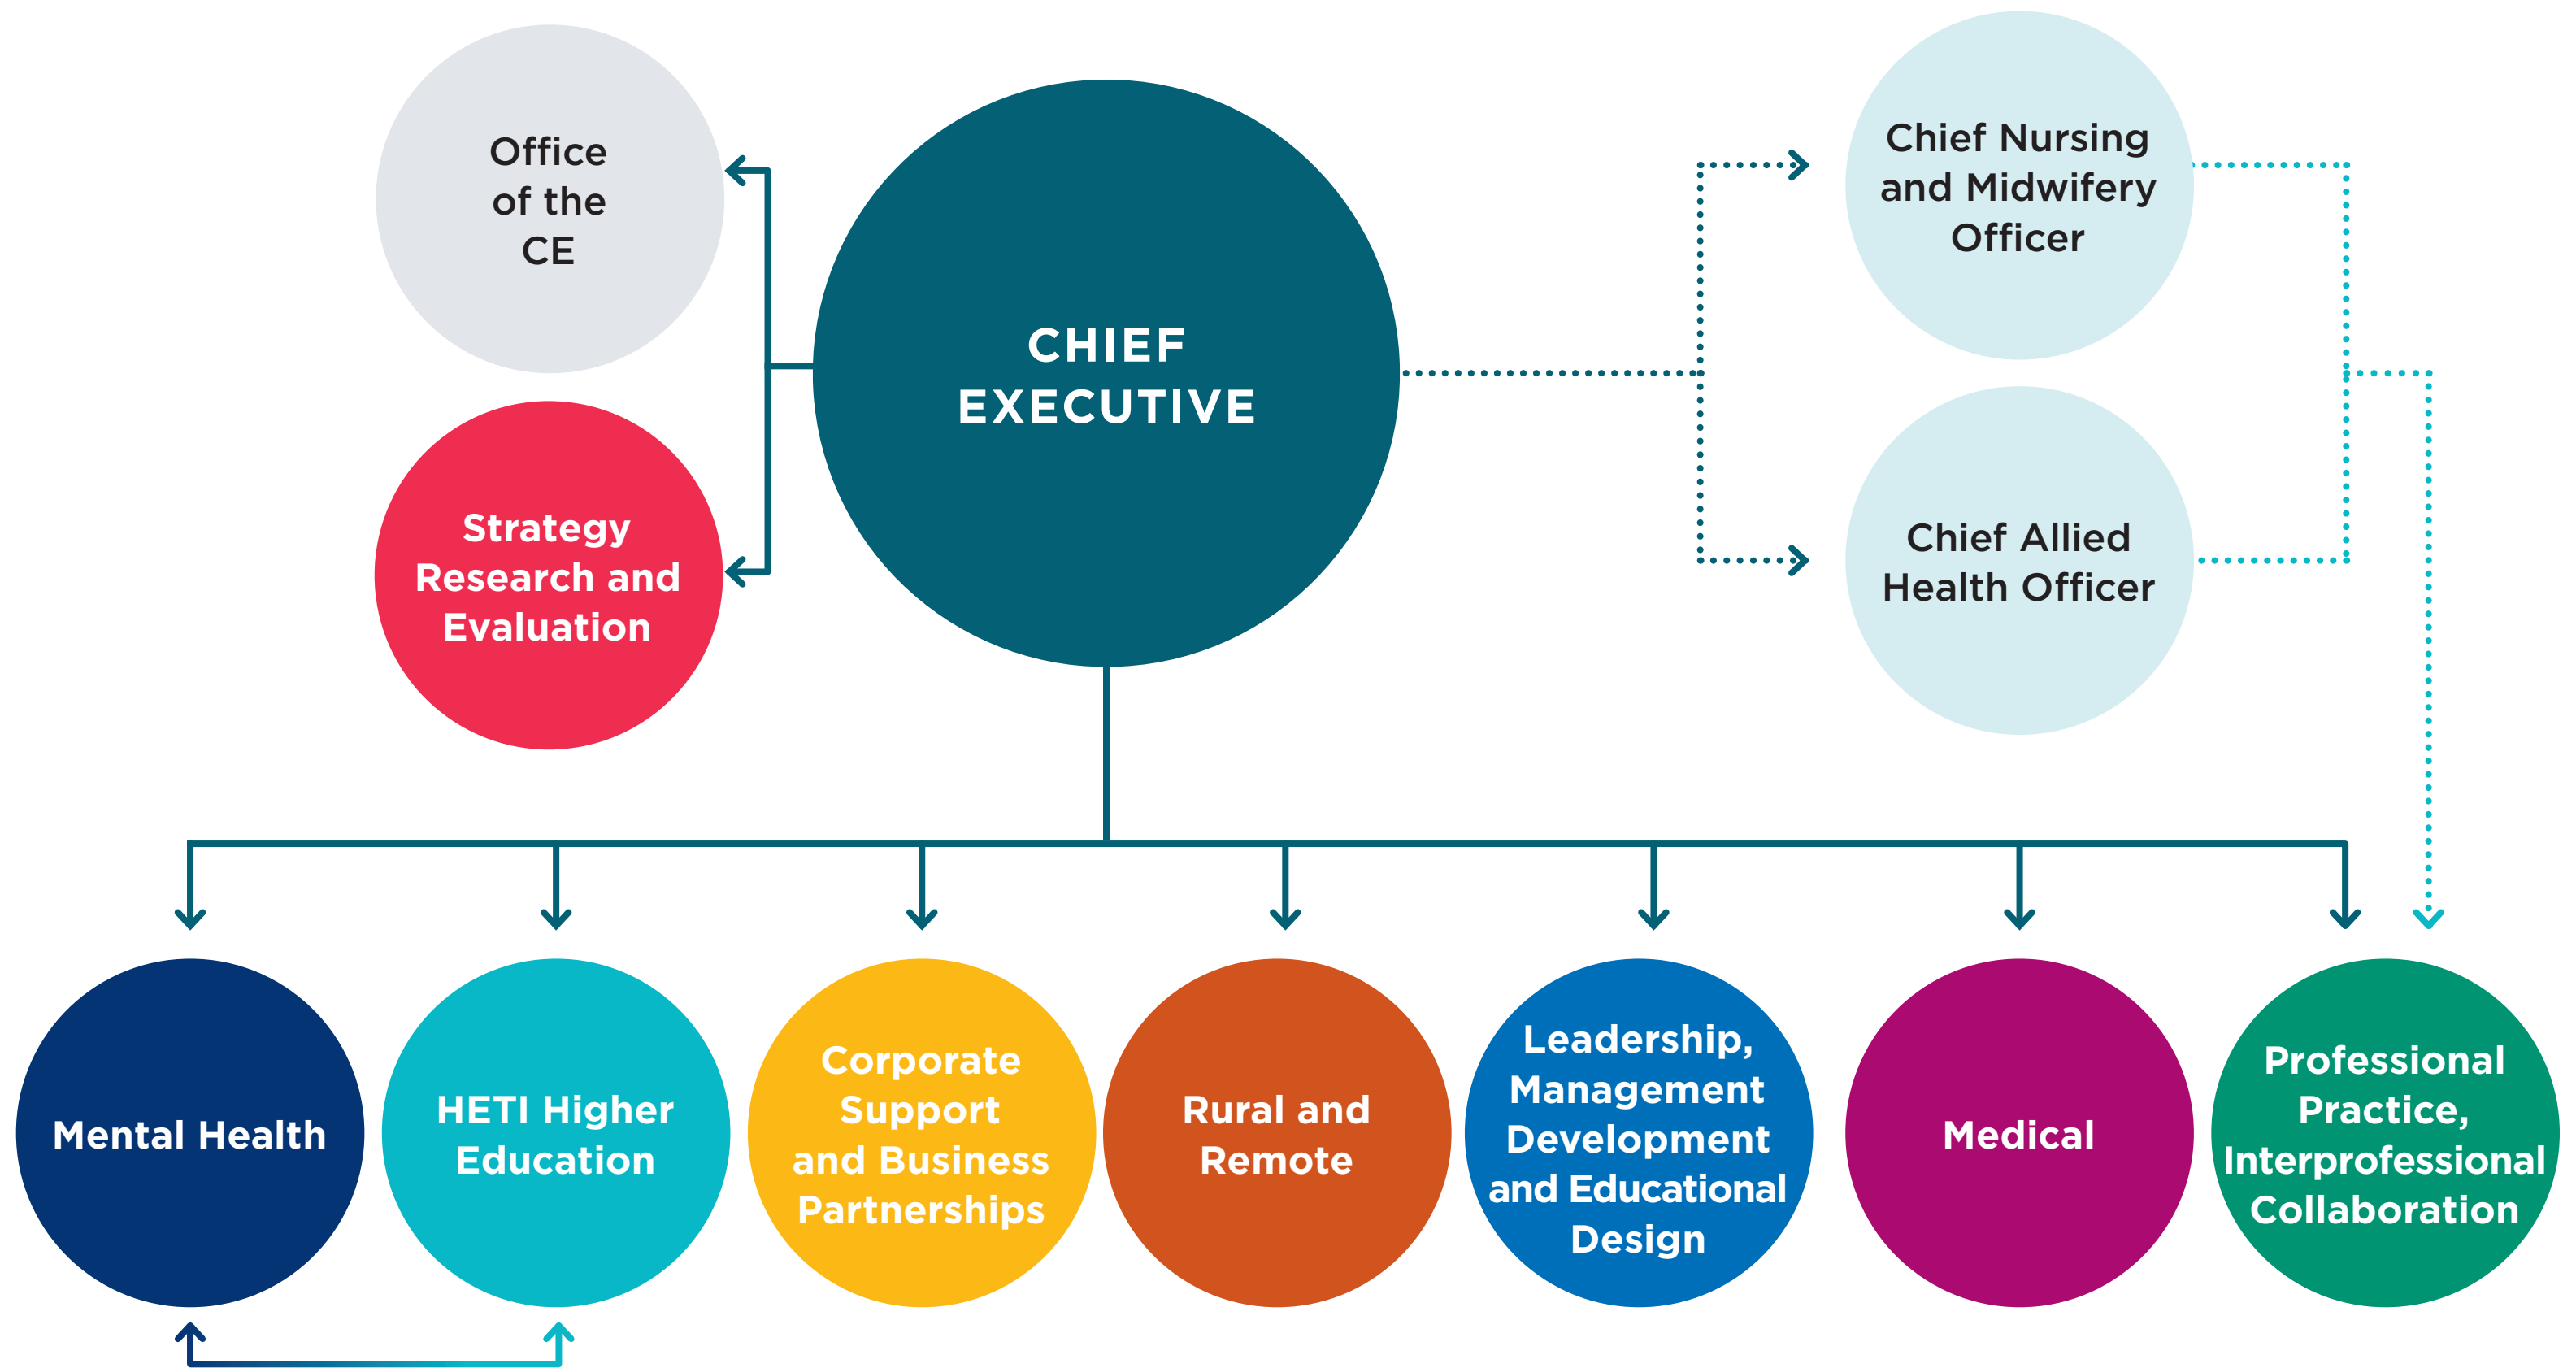 Office
of the
CE
CHIEF
EXECUTIVE
Chief Nursing
and Midwifery
Officer
Strategy
Research and
Evaluation
Chief Allied
Health Officer
Mental Health
HETI Higher
Education
Corporate
Support
and Business
Partnerships
Rural and
Remote
Leadership,
Management
Development
and Educational
Design
Medical
Professional
Practice,
Interprofessional
Collaboration